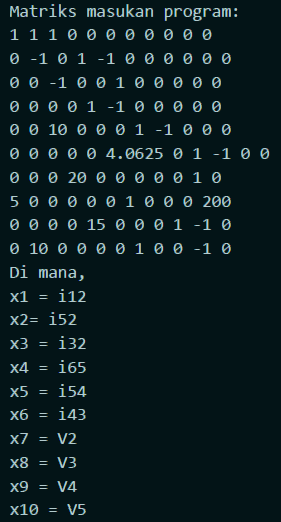 Matriks masukan program:
1 1 1 0 0 0 0 0 0 0 0
0 -1 0 1 -1 0 0 0 0 0 0
0 0 -1 0 0 1 0 0 0 0 0
0 0 0 0 1 -1 0 0 0 0 0
0 0 10 0 0 0 1 -1 0 0 0
0 0 0 0 0 4.0625 0 1 -1 0 0
0 0 0 20 0 0 0 0 0 1 0
5 0 0 0 0 0 1 0 0 0 200
0 0 0 0 15 0 0 0 1 -1 0
0 10 0 0 0 0 1 0 0 -1 0
Di mana,
x1 = i12
x2= i52
x3 = i32
x4 = i65
x5 = i54
x6 = i43
x7 = V2
x8 = V3
x9 = V4
x10 = V5